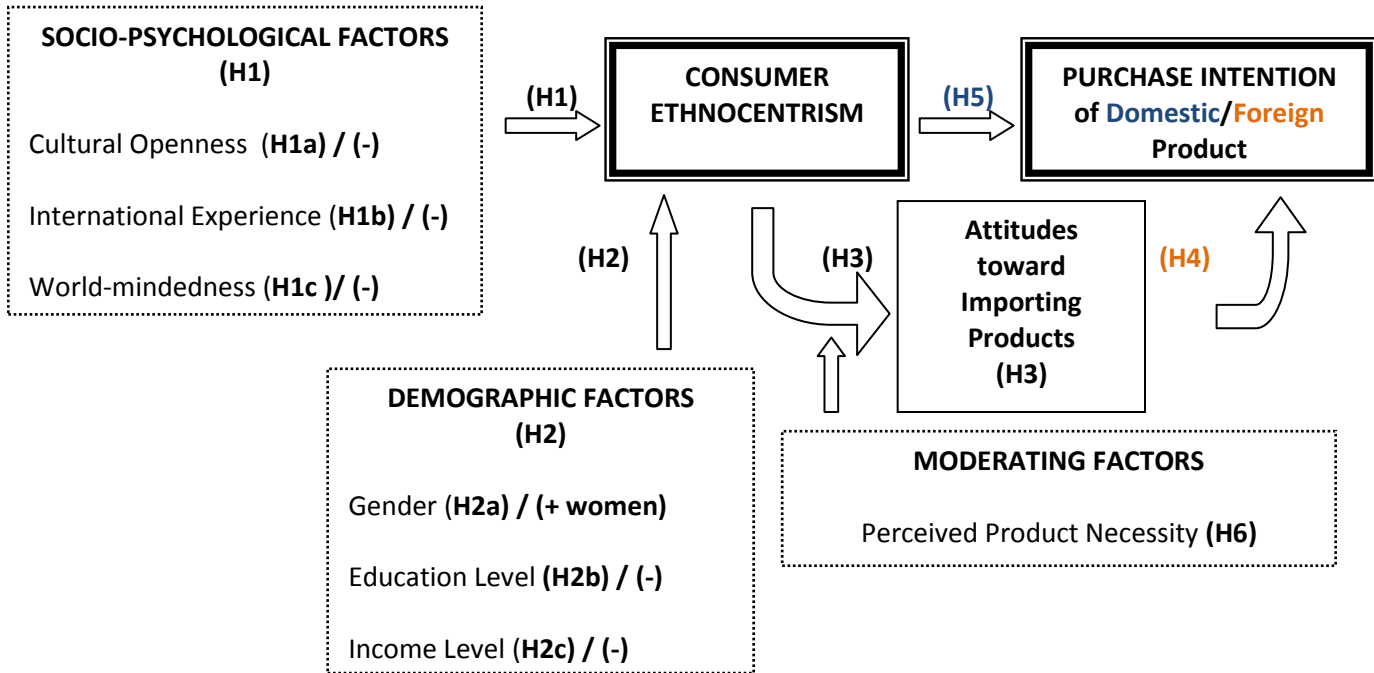 SOCIO-PSYCHOLOGICAL FACTORS
(H1)
Cultural Openness (H1a) / (-)
International Experience (H1b) / (-)
World-mindedness (H1c )/ (-)
(H1)
CONSUMER
ETHNOCENTRISM
(H5)
PURCHASE INTENTION
of Domestic/Foreign
Product
(H2)
(H3)
Attitudes
toward
Importing
Products
(H3)
(H4)
DEMOGRAPHIC FACTORS
(H2)
Gender (H2a) / (+ women)
Education Level (H2b) / (-)
Income Level (H2c) / (-)
MODERATING FACTORS
Perceived Product Necessity (H6)